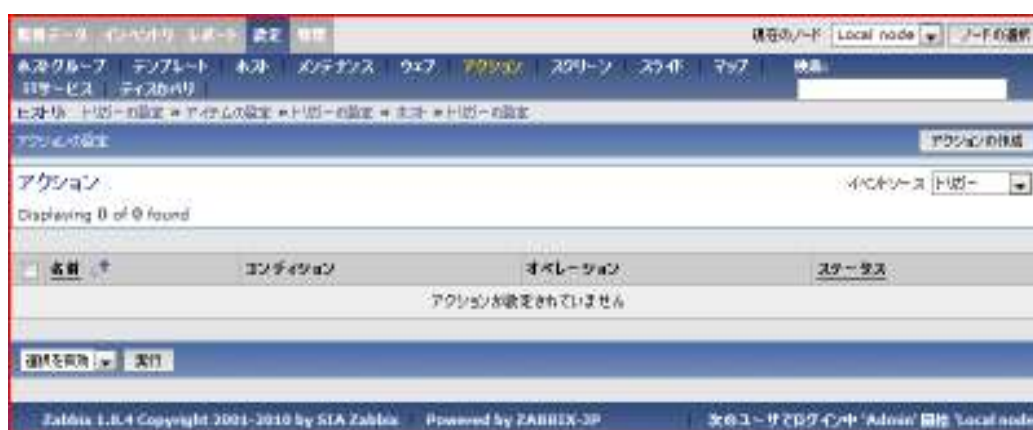 監視データ インベントリ レポート 設定 管理 現在のノード Local node ノードの選択
ホストグループ テンプレート ホスト メンテナンス ウェブ アクション スクリーン スライド マップ 検索:
ITサービス ディスカバリ
ヒストリ: トリガーの設定 » アイテムの設定 » トリガーの設定 » ホスト » トリガーの設定
アクションの設定 アクションの作成
アクション イベントソース トリガー
Displaying 0 of 0 found
名前 コンディション オペレーション ステータス
アクションが設定されていません
選択を有効 実行
Zabbix 1.8.4 Copyright 2001-2010 by SIA Zabbix Powered by ZABBIX-JP 次のユーザでログイン中 'Admin' 開始 'Local node